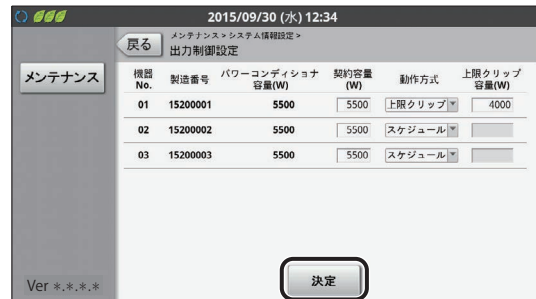 2015/09/30 (水) 12:34
戻る
メンテナンス > システム情報設定 >
出力制御設定
メンテナンス
機器No. 製造番号 パワーコンディショナ容量(W) 契約容量(W) 動作方式 上限クリップ容量(W)
01 15200001 5500 5500 上限クリップ 4000
02 15200002 5500 5500 スケジュール
03 15200003 5500 5500 スケジュール
決定
Ver *.*.*.*